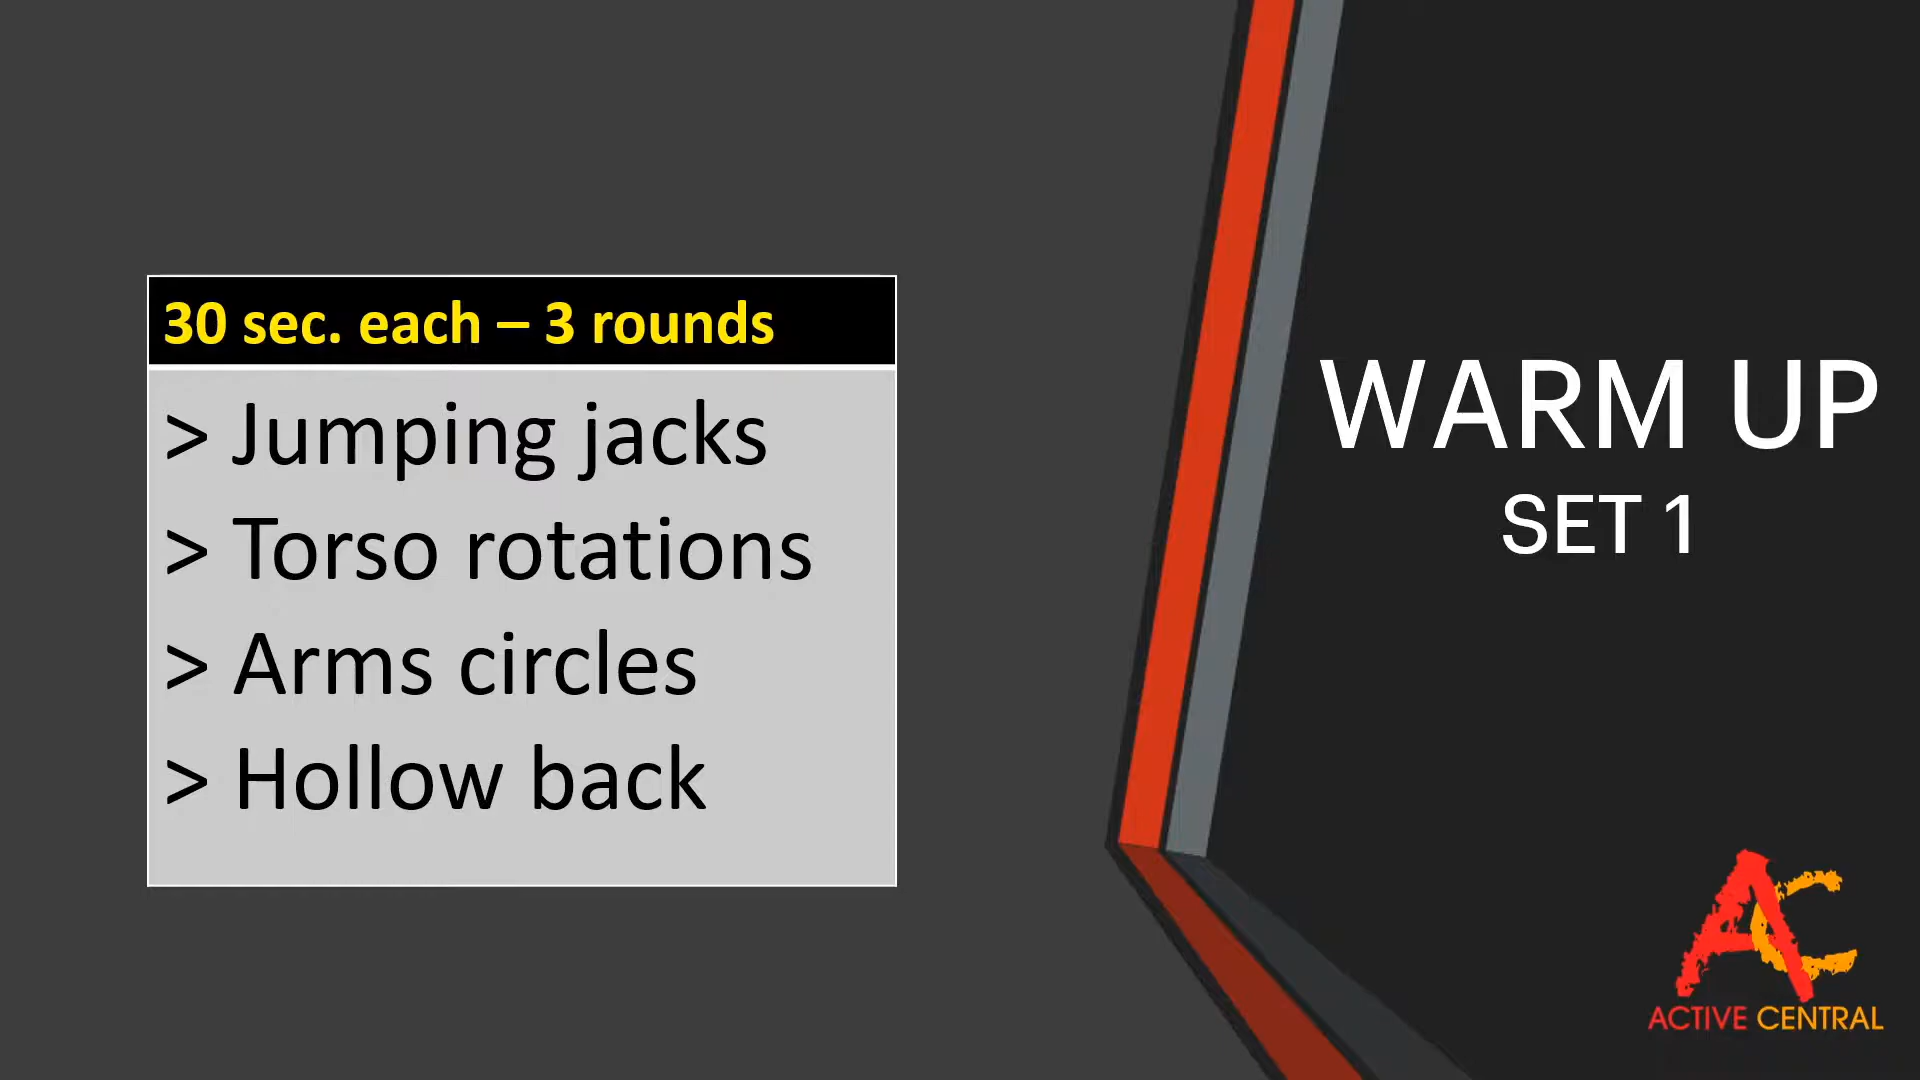 30 sec. each – 3 rounds
> Jumping jacks
> Torso rotations
> Arms circles
> Hollow back
WARM UP
SET 1
AC
ACTIVE CENTRAL